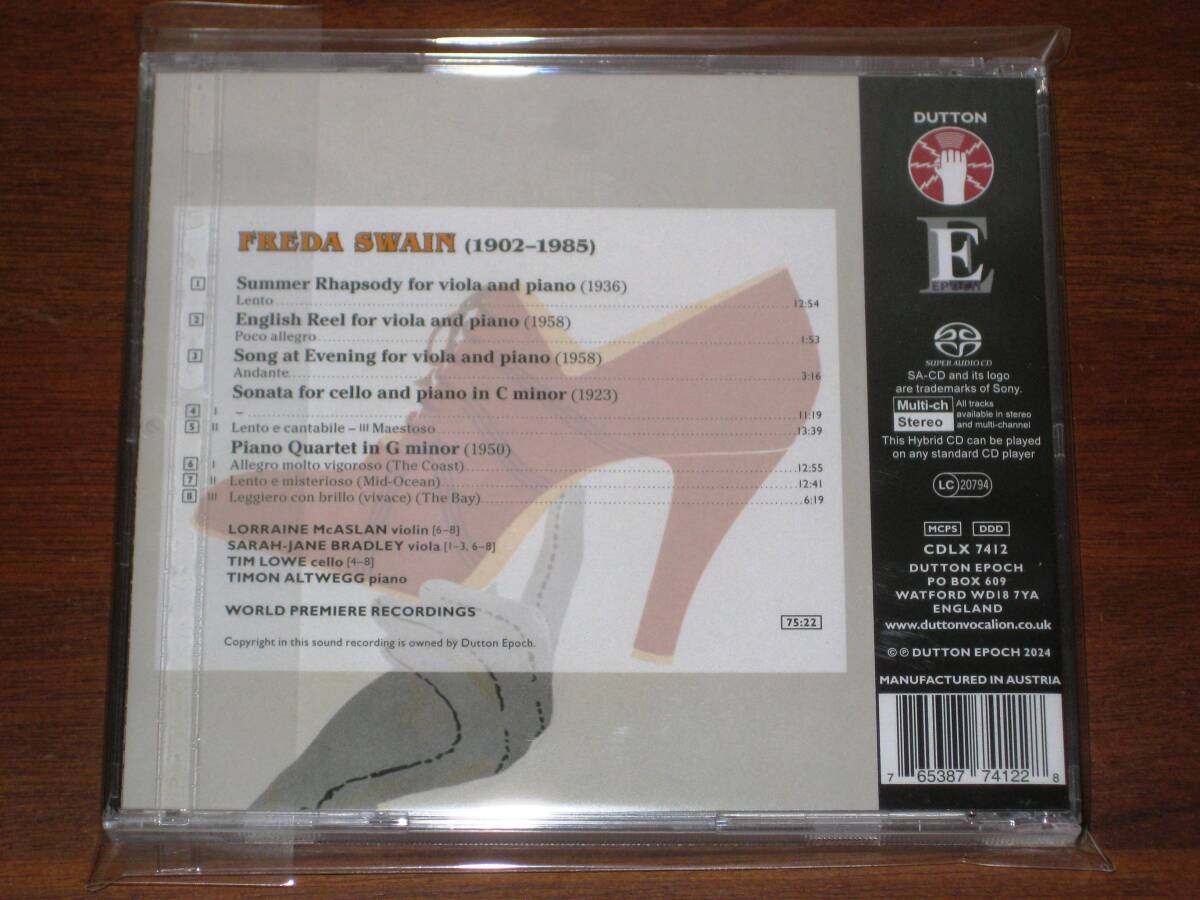 FREDA SWAIN (1902–1985)
1 Summer Rhapsody for viola and piano (1936)
Lento 12:54
2 English Reel for viola and piano (1958)
Poco allegro 1:53
3 Song at Evening for viola and piano (1958)
Andante 3:16
Sonata for cello and piano in C minor (1923)
4 I – 11:19
5 II Lento e cantabile – III Maestoso 13:39
Piano Quartet in G minor (1950)
6 I Allegro molto vigoroso (The Coast) 12:55
7 II Lento e misterioso (Mid-Ocean) 12:41
8 III Leggiero con brillo (vivace) (The Bay) 6:19
LORRAINE McASLAN violin [6–8]
SARAH-JANE BRADLEY viola [1–3, 6–8]
TIM LOWE cello [4–8]
TIMON ALTWEGG piano
WORLD PREMIERE RECORDINGS
75:22
Copyright in this sound recording is owned by Dutton Epoch.
DUTTON
E
EPOCH
SUPER AUDIO CD
SA-CD and its logo
are trademarks of Sony.
Multi-ch
Stereo
All tracks
available in stereo
and multi-channel
This Hybrid CD can be played
on any standard CD player
LC 20794
MCPS DDD
CDLX 7412
DUTTON EPOCH
PO BOX 609
WATFORD WD18 7YA
ENGLAND
www.duttonvocalion.co.uk
© ℗ DUTTON EPOCH 2024
MANUFACTURED IN AUSTRIA
7 65387 74122 8